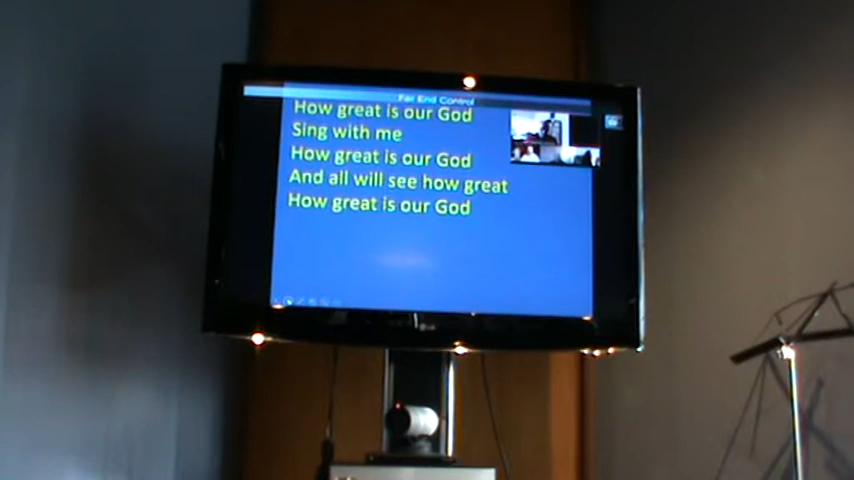 Far End Control
How great is our God
Sing with me
How great is our God
And all will see how great
How great is our God
LG